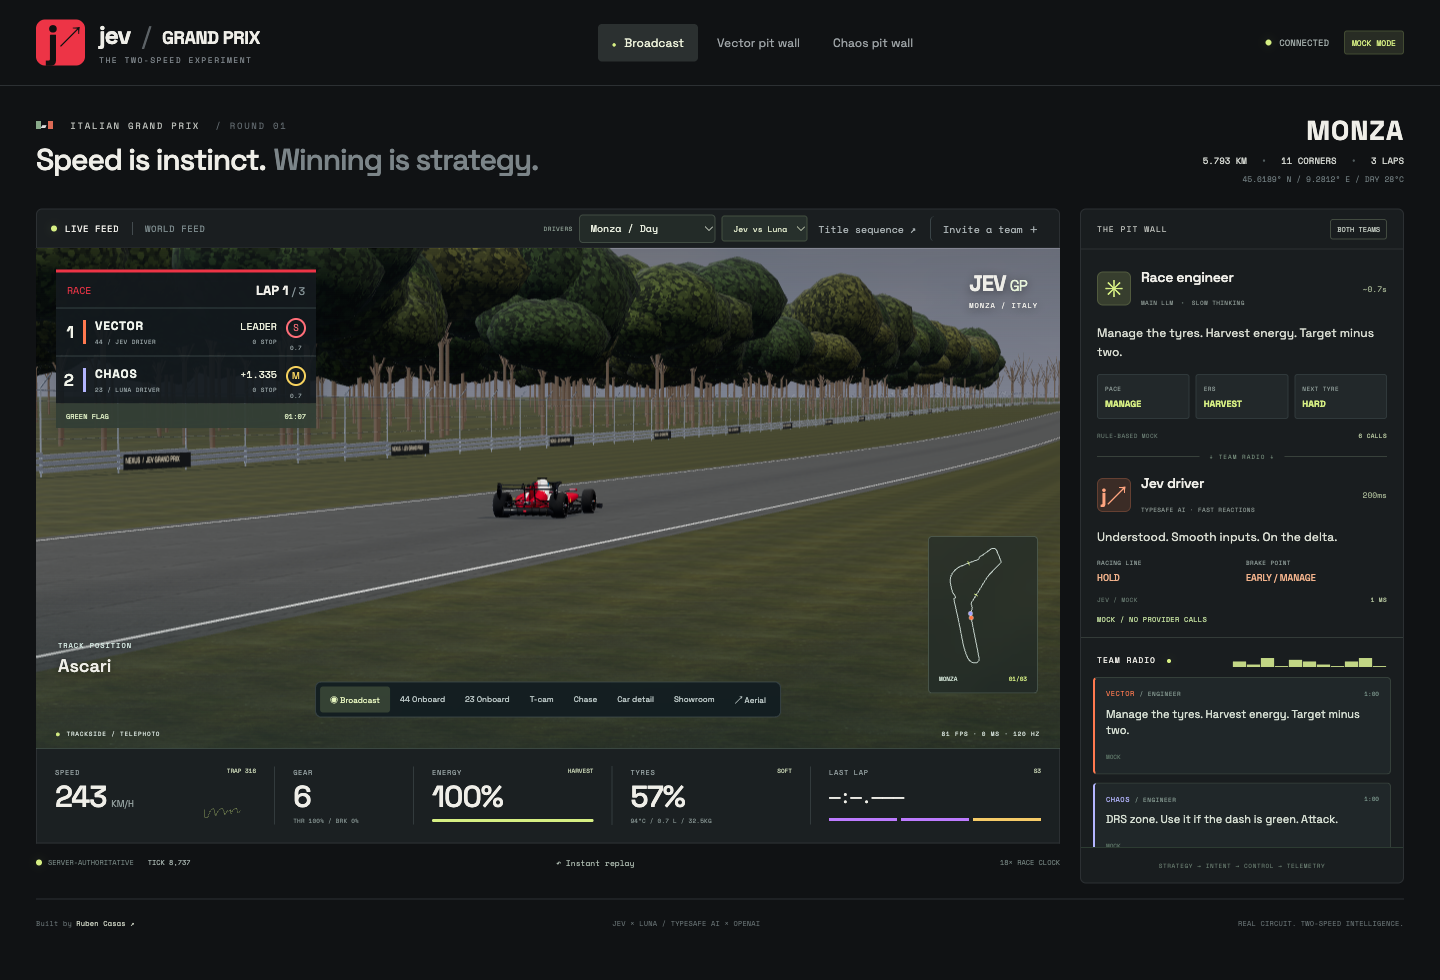 jev / GRAND PRIX
THE TWO-SPEED EXPERIMENT
Broadcast
Vector pit wall
Chaos pit wall
CONNECTED
MOCK MODE
ITALIAN GRAND PRIX / ROUND 01
Speed is instinct. Winning is strategy.
MONZA
5.793 KM · 11 CORNERS · 3 LAPS
45.6189° N / 9.2812° E / DRY 28°C
LIVE FEED
WORLD FEED
DRIVERS
Monza / Day
Jev vs Luna
Title sequence ↗
Invite a team +
RACE
LAP 1 / 3
1 VECTOR LEADER S
44 / JEV DRIVER 0 STOP 0.7
2 CHAOS +1.335 M
23 / LUNA DRIVER 0 STOP 0.7
GREEN FLAG 01:07
JEV GP
MONZA / ITALY
NEXUS / JEV GRAND PRIX
TRACK POSITION
Ascari
MONZA 01/03
Broadcast
44 Onboard
23 Onboard
T-cam
Chase
Car detail
Showroom
↗ Aerial
TRACKSIDE / TELEPHOTO
81 FPS · 0 MS · 120 HZ
SPEED TRAP 316
243 KM/H
GEAR
6
THR 100% / BRK 0%
ENERGY HARVEST
100%
TYRES SOFT
57%
94°C / 0.7 L / 32.5KG
LAST LAP S3
—:—.——
SERVER-AUTHORITATIVE TICK 8,737
↶ Instant replay
18× RACE CLOCK
THE PIT WALL
BOTH TEAMS
Race engineer
MAIN LLM · SLOW THINKING
~0.7s
Manage the tyres. Harvest energy. Target minus
two.
PACE
MANAGE
ERS
HARVEST
NEXT TYRE
HARD
RULE-BASED MOCK
6 CALLS
↓ TEAM RADIO ↓
j
Jev driver
TYPESAFE AI · FAST REACTIONS
200ms
Understood. Smooth inputs. On the delta.
RACING LINE
HOLD
BRAKE POINT
EARLY / MANAGE
JEV / MOCK
1 MS
MOCK / NO PROVIDER CALLS
TEAM RADIO
VECTOR / ENGINEER 1:00
Manage the tyres. Harvest energy. Target minus
two.
MOCK
CHAOS / ENGINEER 1:00
DRS zone. Use it if the dash is green. Attack.
MOCK
STRATEGY → INTENT → CONTROL → TELEMETRY
Built by Ruben Casas ↗
JEV × LUNA / TYPESAFE AI × OPENAI
REAL CIRCUIT. TWO-SPEED INTELLIGENCE.